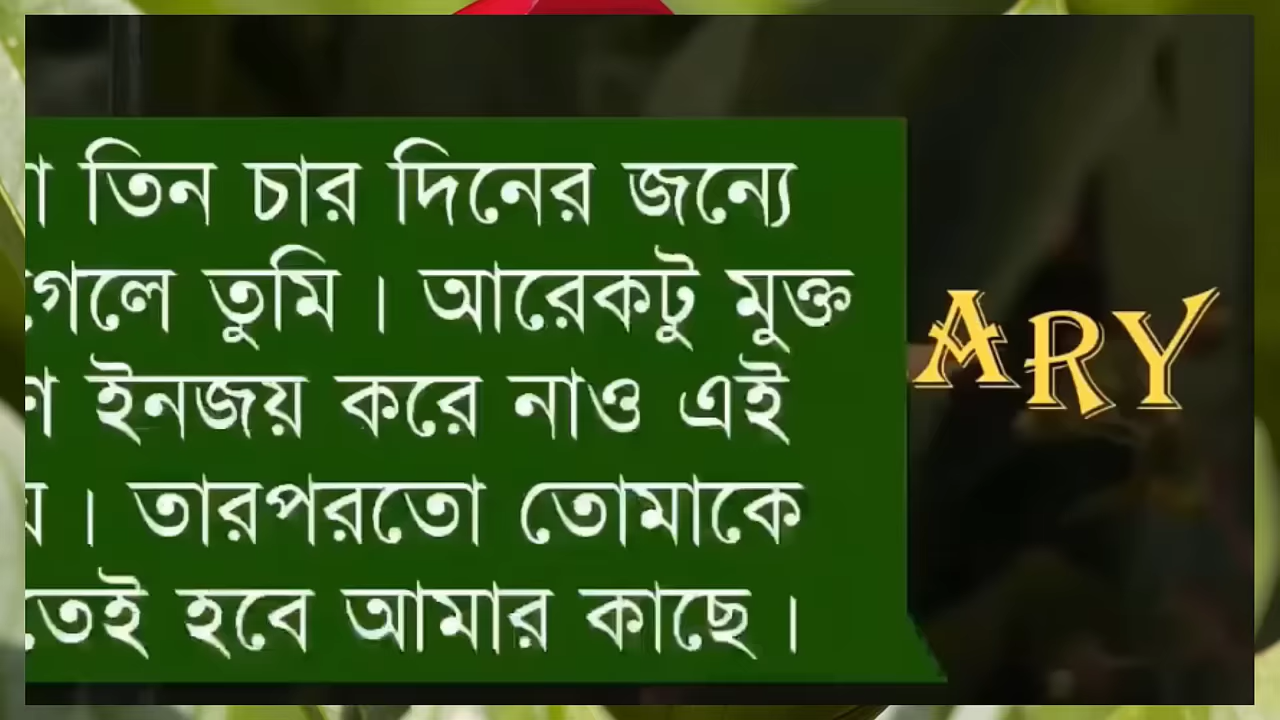 তিন চার দিনের জন্যে
গেলে তুমি । আরেকটু মুক্ত
ইনজয় করে নাও এই
। তারপরতো তোমাকে
হবে আমার কাছে ।
ARY